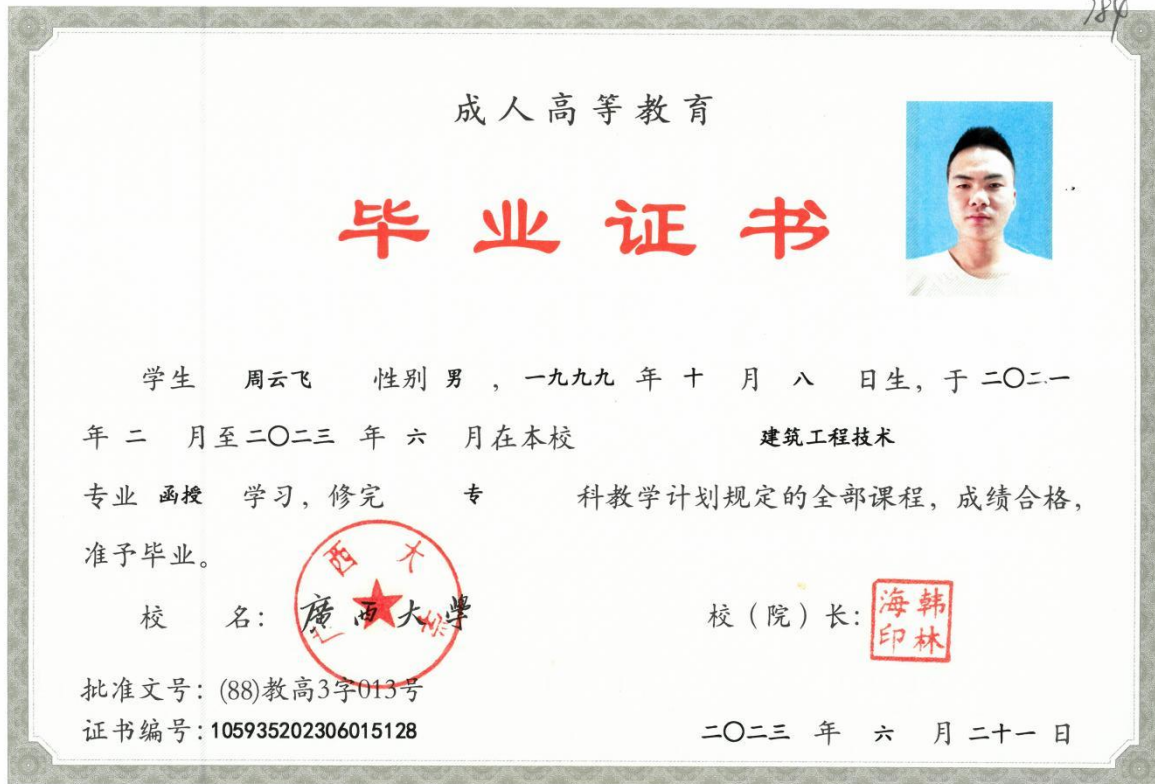 184
成人高等教育
毕业证书
学生 周云飞 性别 男 ，一九九九 年 十 月 八 日生，于 二〇二一
年 二 月至 二〇二三 年 六 月在本校 建筑工程技术
专业 函授 学习，修完 专 科教学计划规定的全部课程，成绩合格，
准予毕业。
校 名：廣西大學
广西大学
校（院）长：
韩林海印
批准文号：(88)教高3字013号
证书编号：105935202306015128
二〇二三 年 六 月 二十一 日